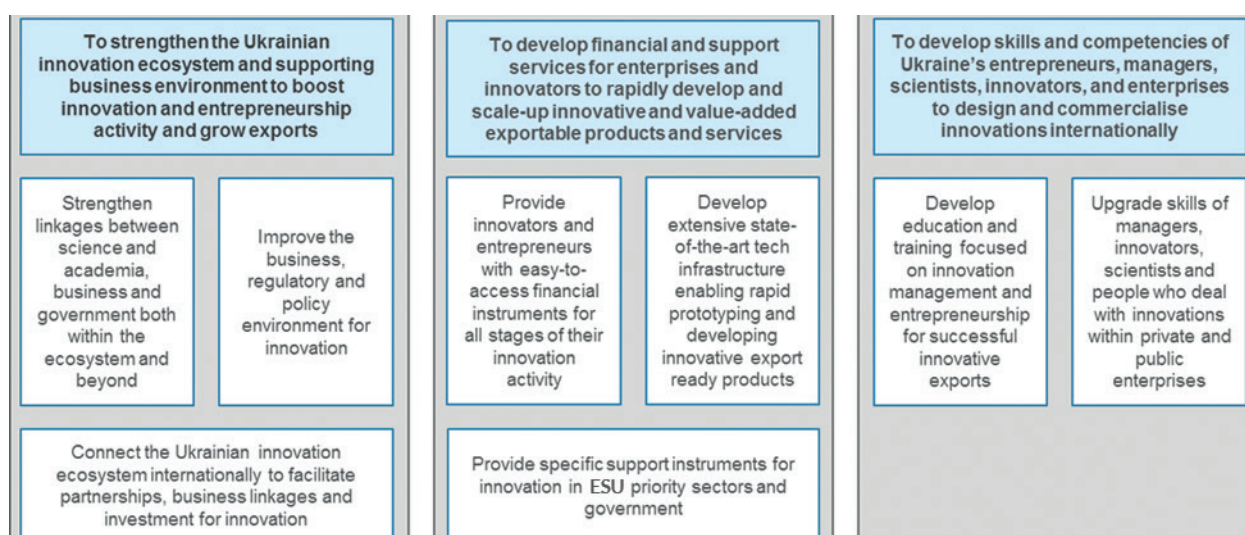 To strengthen the Ukrainian
innovation ecosystem and supporting
business environment to boost
innovation and entrepreneurship
activity and grow exports
Strengthen
linkages between
science and
academia,
business and
government both
within the
ecosystem and
beyond
Improve the
business,
regulatory and
policy
environment for
innovation
Connect the Ukrainian innovation
ecosystem internationally to facilitate
partnerships, business linkages and
investment for innovation
To develop financial and support
services for enterprises and
innovators to rapidly develop and
scale-up innovative and value-added
exportable products and services
Provide
innovators and
entrepreneurs
with easy-to-
access financial
instruments for
all stages of their
innovation
activity
Develop
extensive state-
of-the-art tech
infrastructure
enabling rapid
prototyping and
developing
innovative export
ready products
Provide specific support instruments for
innovation in ESU priority sectors and
government
To develop skills and competencies of
Ukraine's entrepreneurs, managers,
scientists, innovators, and enterprises
to design and commercialise
innovations internationally
Develop
education and
training focused
on innovation
management and
entrepreneurship
for successful
innovative
exports
Upgrade skills of
managers,
innovators,
scientists and
people who deal
with innovations
within private and
public
enterprises